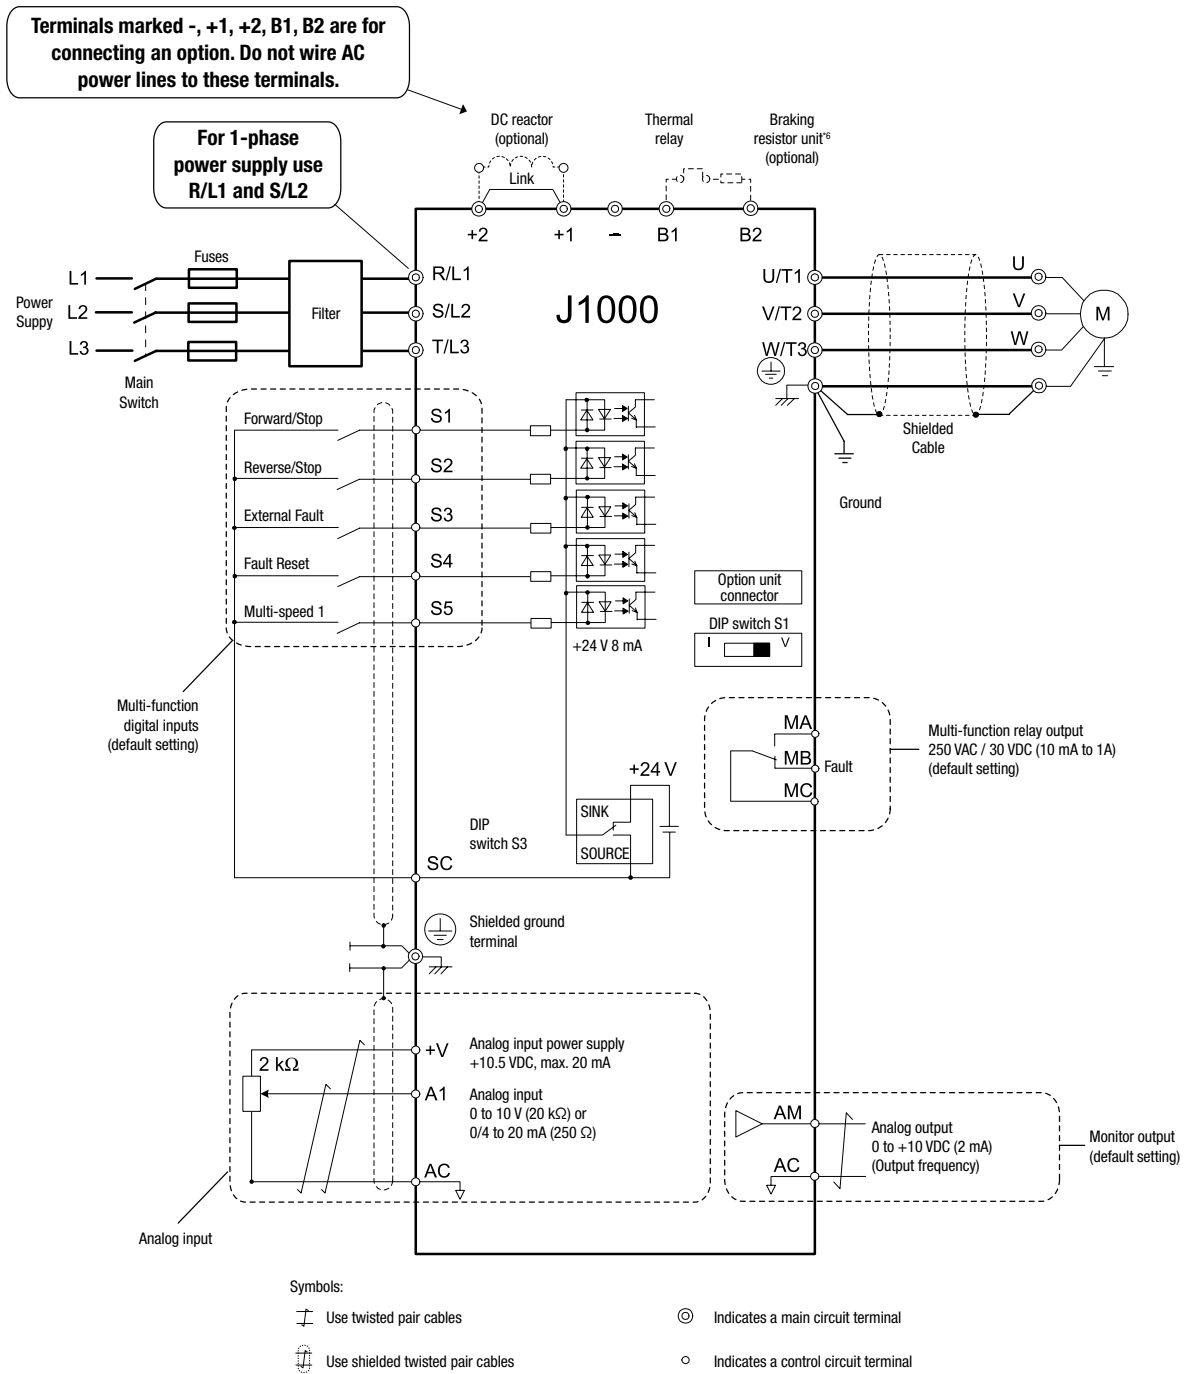 Terminals marked -, +1, +2, B1, B2 are for
connecting an option. Do not wire AC
power lines to these terminals.
For 1-phase
power supply use
R/L1 and S/L2
DC reactor
(optional)
Link
Thermal
relay
Braking
resistor unit*6
(optional)
+2
+1
–
B1
B2
Power
Suppy
L1
L2
L3
Fuses
Filter
Main
Switch
R/L1
S/L2
T/L3
J1000
U/T1
V/T2
W/T3
U
V
W
M
Shielded
Cable
Ground
Forward/Stop
S1
Reverse/Stop
S2
External Fault
S3
Fault Reset
S4
Multi-speed 1
S5
+24 V 8 mA
Option unit
connector
DIP switch S1
I
V
Multi-function
digital inputs
(default setting)
MA
MB
MC
Fault
Multi-function relay output
250 VAC / 30 VDC (10 mA to 1A)
(default setting)
+24 V
SINK
SOURCE
DIP
switch S3
SC
Shielded ground
terminal
2 kΩ
+V
Analog input power supply
+10.5 VDC, max. 20 mA
A1
Analog input
0 to 10 V (20 kΩ) or
0/4 to 20 mA (250 Ω)
AC
Analog input
AM
AC
Analog output
0 to +10 VDC (2 mA)
(Output frequency)
Monitor output
(default setting)
Symbols:
Use twisted pair cables
Indicates a main circuit terminal
Use shielded twisted pair cables
Indicates a control circuit terminal